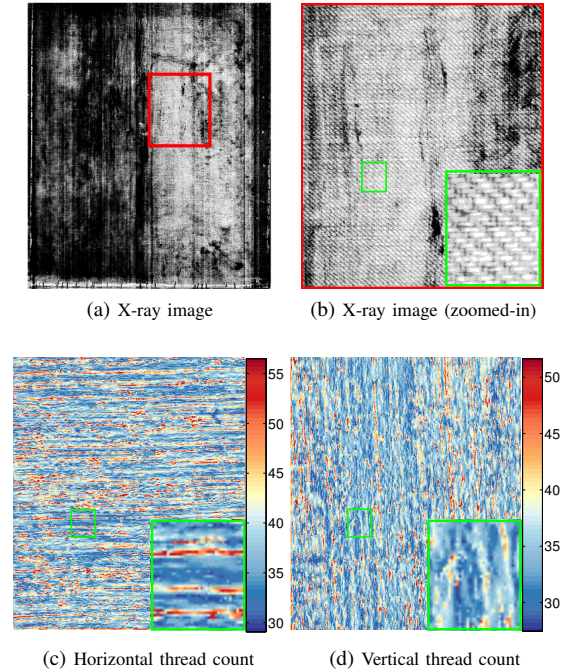 (a) X-ray image
(b) X-ray image (zoomed-in)
55
50
45
40
35
30
50
45
40
35
30
(c) Horizontal thread count
(d) Vertical thread count